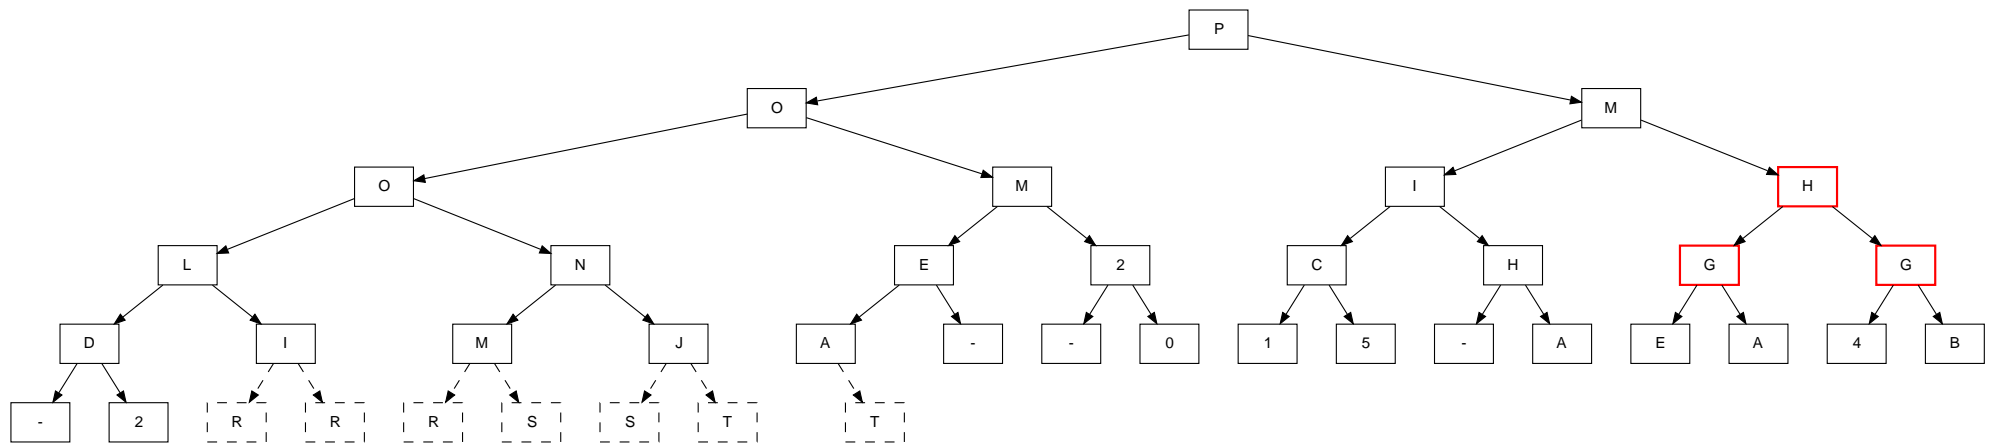 P
O M
O M I H
L N E 2 C H G G
D I M J A - - 0 1 5 - A E A 4 B
- 2 R R R S S T T